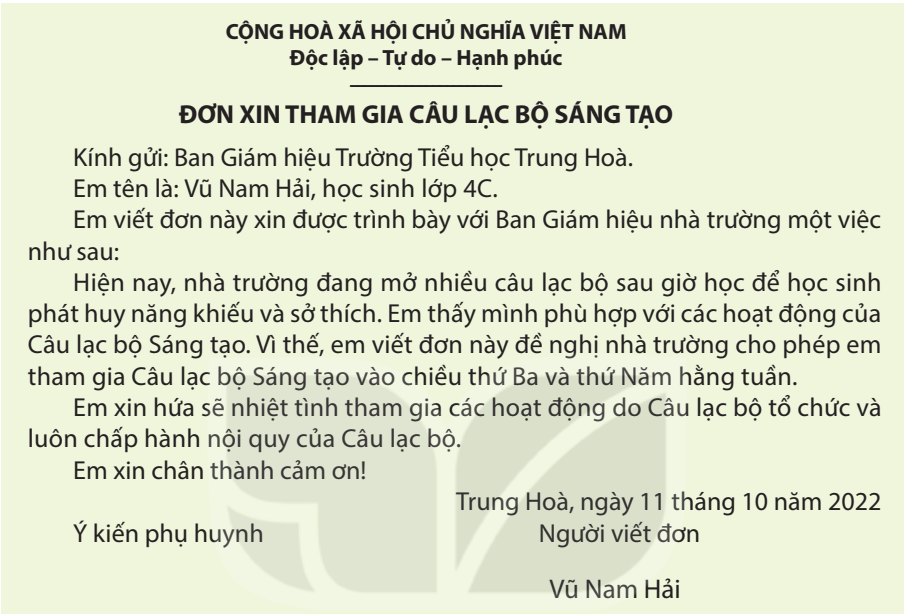 CỘNG HOÀ XÃ HỘI CHỦ NGHĨA VIỆT NAM
Độc lập – Tự do – Hạnh phúc
ĐƠN XIN THAM GIA CÂU LẠC BỘ SÁNG TẠO
Kính gửi: Ban Giám hiệu Trường Tiểu học Trung Hoà.
Em tên là: Vũ Nam Hải, học sinh lớp 4C.
Em viết đơn này xin được trình bày với Ban Giám hiệu nhà trường một việc
như sau:
Hiện nay, nhà trường đang mở nhiều câu lạc bộ sau giờ học để học sinh
phát huy năng khiếu và sở thích. Em thấy mình phù hợp với các hoạt động của
Câu lạc bộ Sáng tạo. Vì thế, em viết đơn này đề nghị nhà trường cho phép em
tham gia Câu lạc bộ Sáng tạo vào chiều thứ Ba và thứ Năm hằng tuần.
Em xin hứa sẽ nhiệt tình tham gia các hoạt động do Câu lạc bộ tổ chức và
luôn chấp hành nội quy của Câu lạc bộ.
Em xin chân thành cảm ơn!
Trung Hoà, ngày 11 tháng 10 năm 2022
Ý kiến phụ huynh Người viết đơn
Vũ Nam Hải